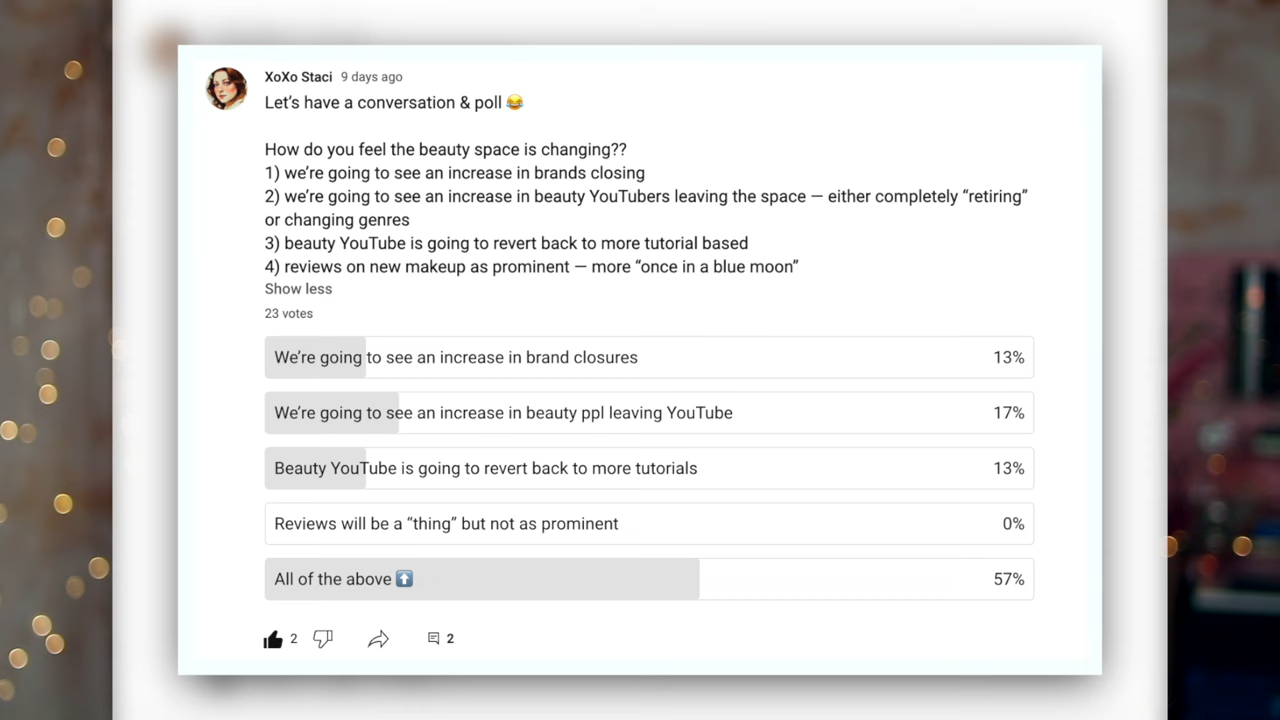 XoXo Staci 9 days ago
Let’s have a conversation & poll 😂
How do you feel the beauty space is changing??
1) we’re going to see an increase in brands closing
2) we’re going to see an increase in beauty YouTubers leaving the space — either completely “retiring”
or changing genres
3) beauty YouTube is going to revert back to more tutorial based
4) reviews on new makeup as prominent — more “once in a blue moon”
Show less
23 votes
We’re going to see an increase in brand closures 13%
We’re going to see an increase in beauty ppl leaving YouTube 17%
Beauty YouTube is going to revert back to more tutorials 13%
Reviews will be a “thing” but not as prominent 0%
All of the above ⬆️ 57%
2 2